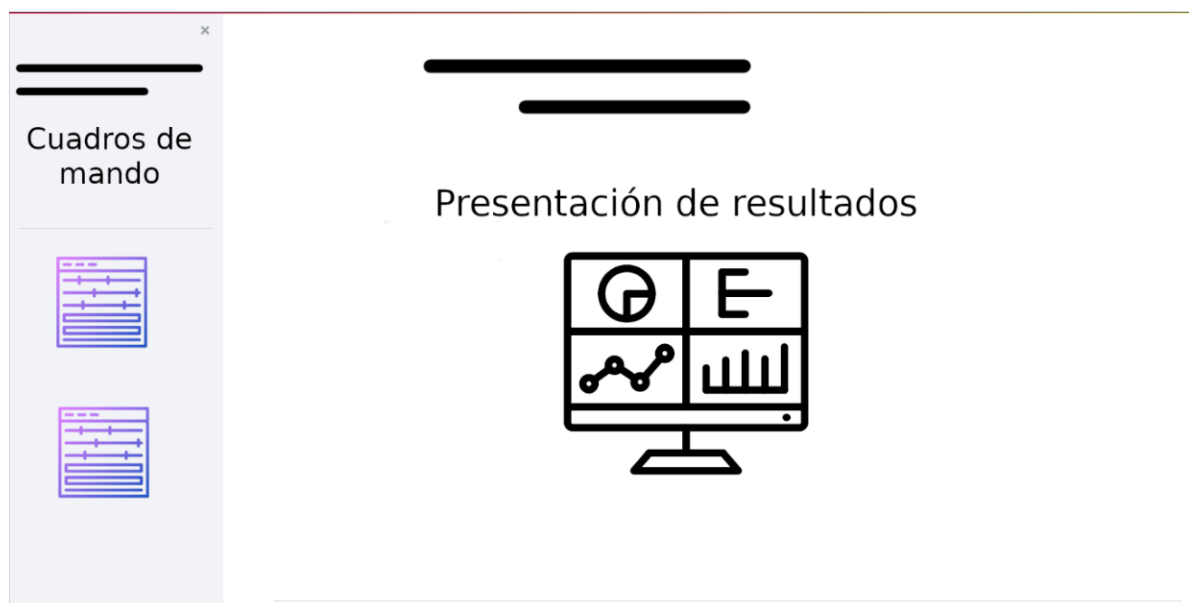 ×
Cuadros de
mando
Presentación de resultados